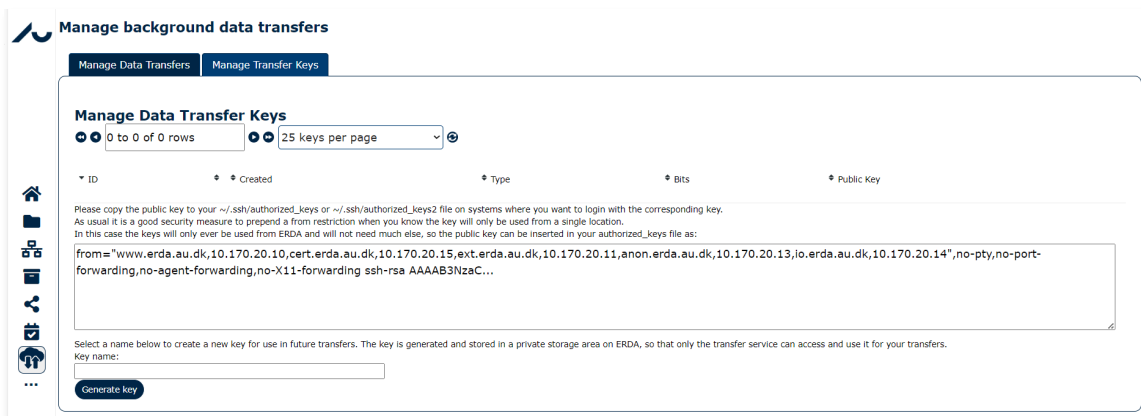 Manage background data transfers
Manage Data Transfers
Manage Transfer Keys
Manage Data Transfer Keys
0 to 0 of 0 rows
25 keys per page
ID
Created
Type
Bits
Public Key
Please copy the public key to your ~/.ssh/authorized_keys or ~/.ssh/authorized_keys2 file on systems where you want to login with the corresponding key.
As usual it is a good security measure to prepend a from restriction when you know the key will only be used from a single location.
In this case the keys will only ever be used from ERDA and will not need much else, so the public key can be inserted in your authorized_keys file as:
from="www.erda.au.dk,10.170.20.10,cert.erda.au.dk,10.170.20.15,ext.erda.au.dk,10.170.20.11,anon.erda.au.dk,10.170.20.13,io.erda.au.dk,10.170.20.14",no-pty,no-port-
forwarding,no-agent-forwarding,no-X11-forwarding ssh-rsa AAAAB3NzaC...
Select a name below to create a new key for use in future transfers. The key is generated and stored in a private storage area on ERDA, so that only the transfer service can access and use it for your transfers.
Key name:
Generate key